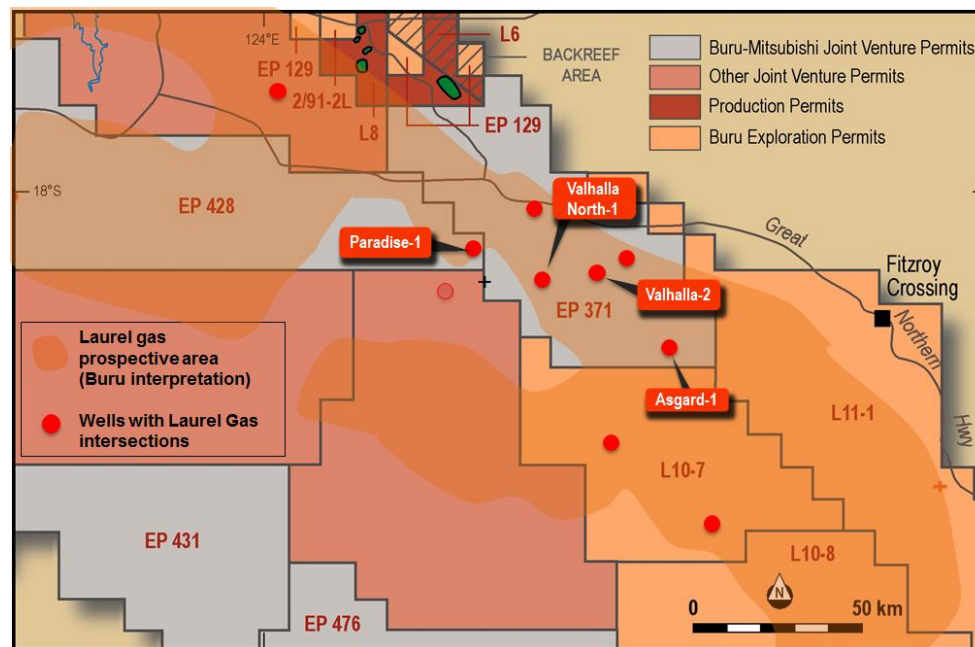 124°E
L6
BACKREEF
AREA
EP 129
2/91-2L
L8
EP 129
Buru-Mitsubishi Joint Venture Permits
Other Joint Venture Permits
Production Permits
Buru Exploration Permits
18°S
EP 428
Valhalla
North-1
Paradise-1
Great
Northern
Hwy
Fitzroy
Crossing
Valhalla-2
EP 371
Laurel gas
prospective area
(Buru interpretation)
Wells with Laurel Gas
intersections
Asgard-1
L11-1
L10-7
EP 431
L10-8
EP 476
N
0 50 km